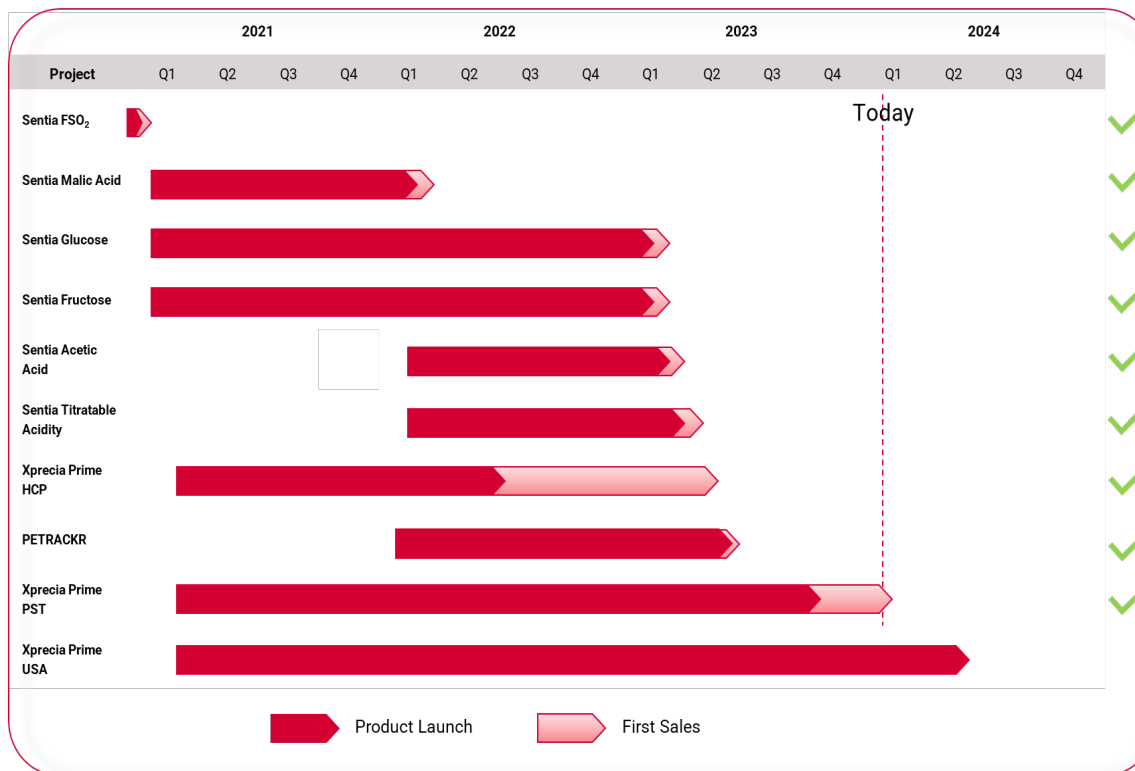 2021 2022 2023 2024
Project Q1 Q2 Q3 Q4 Q1 Q2 Q3 Q4 Q1 Q2 Q3 Q4 Q1 Q2 Q3 Q4
Today
Sentia FSO₂
Sentia Malic Acid
Sentia Glucose
Sentia Fructose
Sentia Acetic
Acid
Sentia Titratable
Acidity
Xprecia Prime
HCP
PETRACKR
Xprecia Prime
PST
Xprecia Prime
USA
Product Launch First Sales